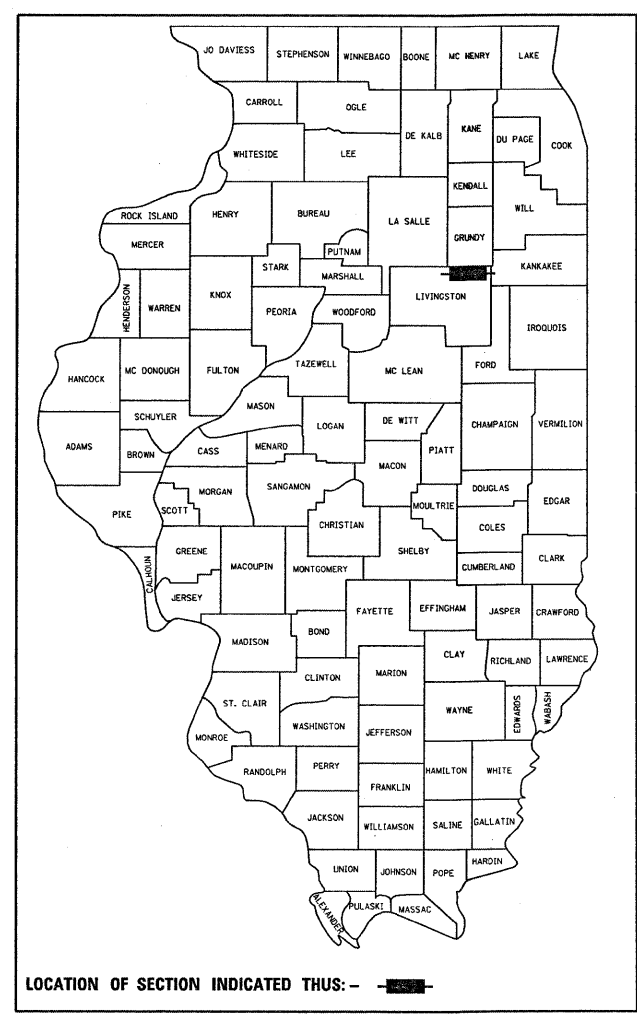 JO DAVIESS STEPHENSON WINNEBAGO BOONE MC HENRY LAKE
CARROLL OGLE DE KALB KANE DU PAGE COOK
WHITESIDE LEE
KENDALL
ROCK ISLAND HENRY BUREAU LA SALLE WILL
MERCER PUTNAM GRUNDY
STARK MARSHALL KANKAKEE
HENDERSON WARREN KNOX PEORIA WOODFORD LIVINGSTON IROQUOIS
HANCOCK MC DONOUGH FULTON TAZEWELL MC LEAN FORD
SCHUYLER MASON LOGAN DE WITT CHAMPAIGN VERMILION
ADAMS BROWN CASS MENARD MACON PIATT
PIKE SCOTT MORGAN SANGAMON CHRISTIAN MOULTRIE DOUGLAS EDGAR
COLES
CALHOUN GREENE MACOUPIN MONTGOMERY SHELBY CUMBERLAND CLARK
JERSEY FAYETTE EFFINGHAM JASPER CRAWFORD
MADISON BOND
CLAY RICHLAND LAWRENCE
CLINTON MARION
ST. CLAIR WAYNE EDWARDS WABASH
MONROE WASHINGTON JEFFERSON
RANDOLPH PERRY HAMILTON WHITE
FRANKLIN
JACKSON WILLIAMSON SALINE GALLATIN
UNION JOHNSON POPE HARDIN
ALEXANDER PULASKI MASSAC
LOCATION OF SECTION INDICATED THUS: –